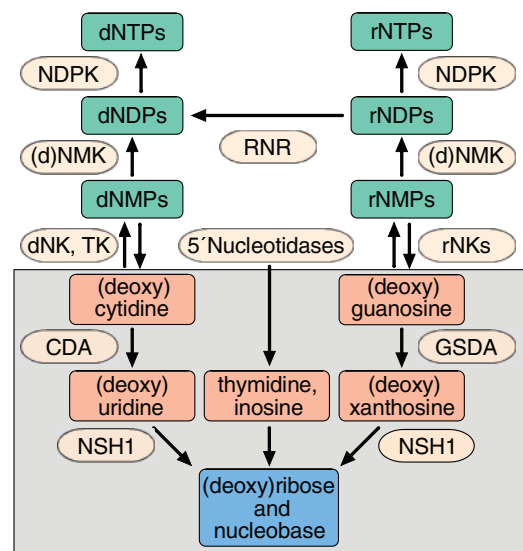 dNTPs
rNTPs
NDPK
NDPK
dNDPs
rNDPs
RNR
(d)NMK
(d)NMK
dNMPs
rNMPs
dNK, TK
5´Nucleotidases
rNKs
(deoxy)
cytidine
(deoxy)
guanosine
CDA
GSDA
(deoxy)
uridine
thymidine,
inosine
(deoxy)
xanthosine
NSH1
NSH1
(deoxy)ribose
and
nucleobase